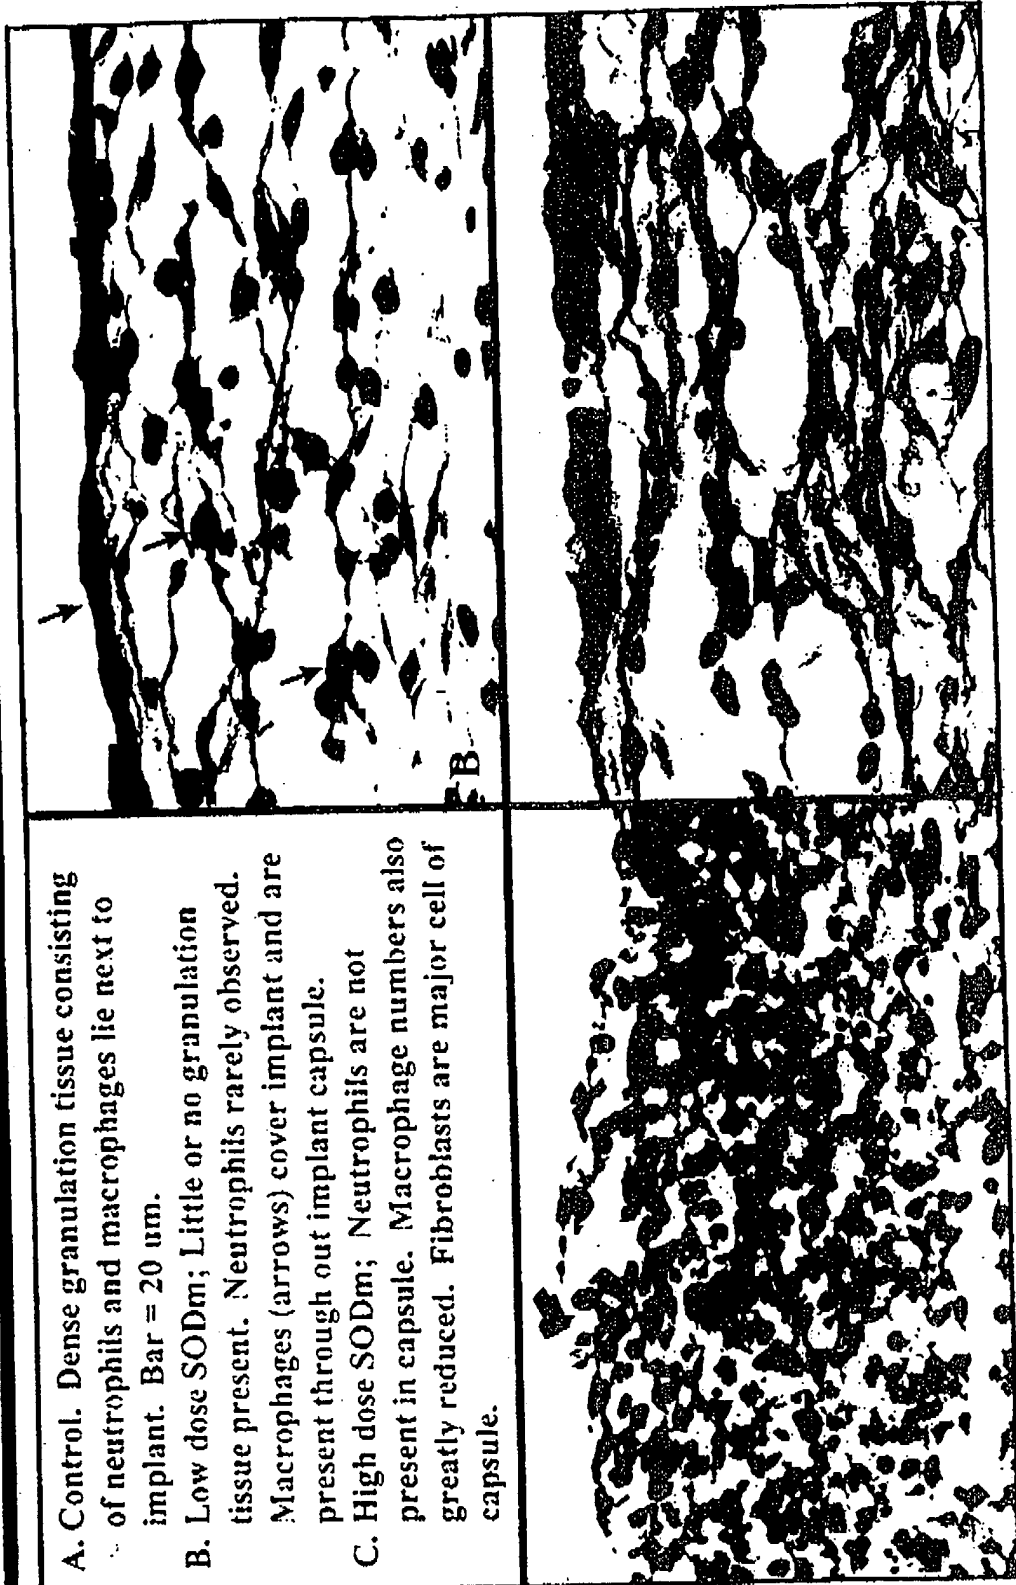 A. Control. Dense granulation tissue consisting
of neutrophils and macrophages lie next to
implant. Bar = 20 um.
B. Low dose SODm; Little or no granulation
tissue present. Neutrophils rarely observed.
Macrophages (arrows) cover implant and are
present through out implant capsule.
C. High dose SODm; Neutrophils are not
present in capsule. Macrophage numbers also
greatly reduced. Fibroblasts are major cell of
capsule.
B